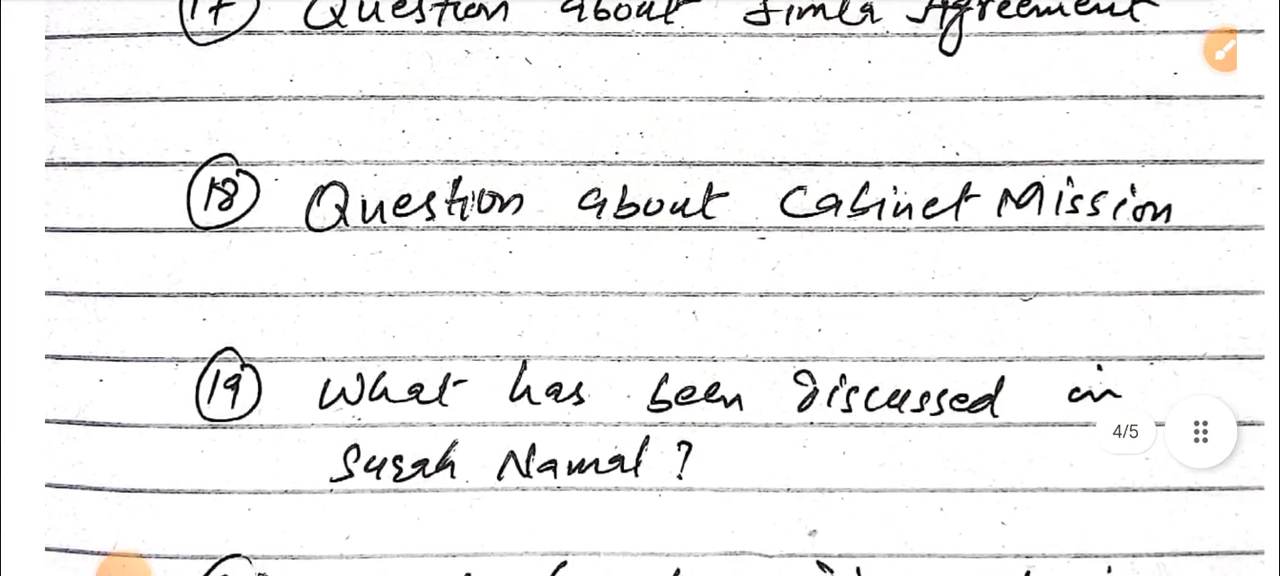 17 Question about Simla Agreement
18 Question about Cabinet Mission
19 What has been discussed in
4/5
Surah Namal ?